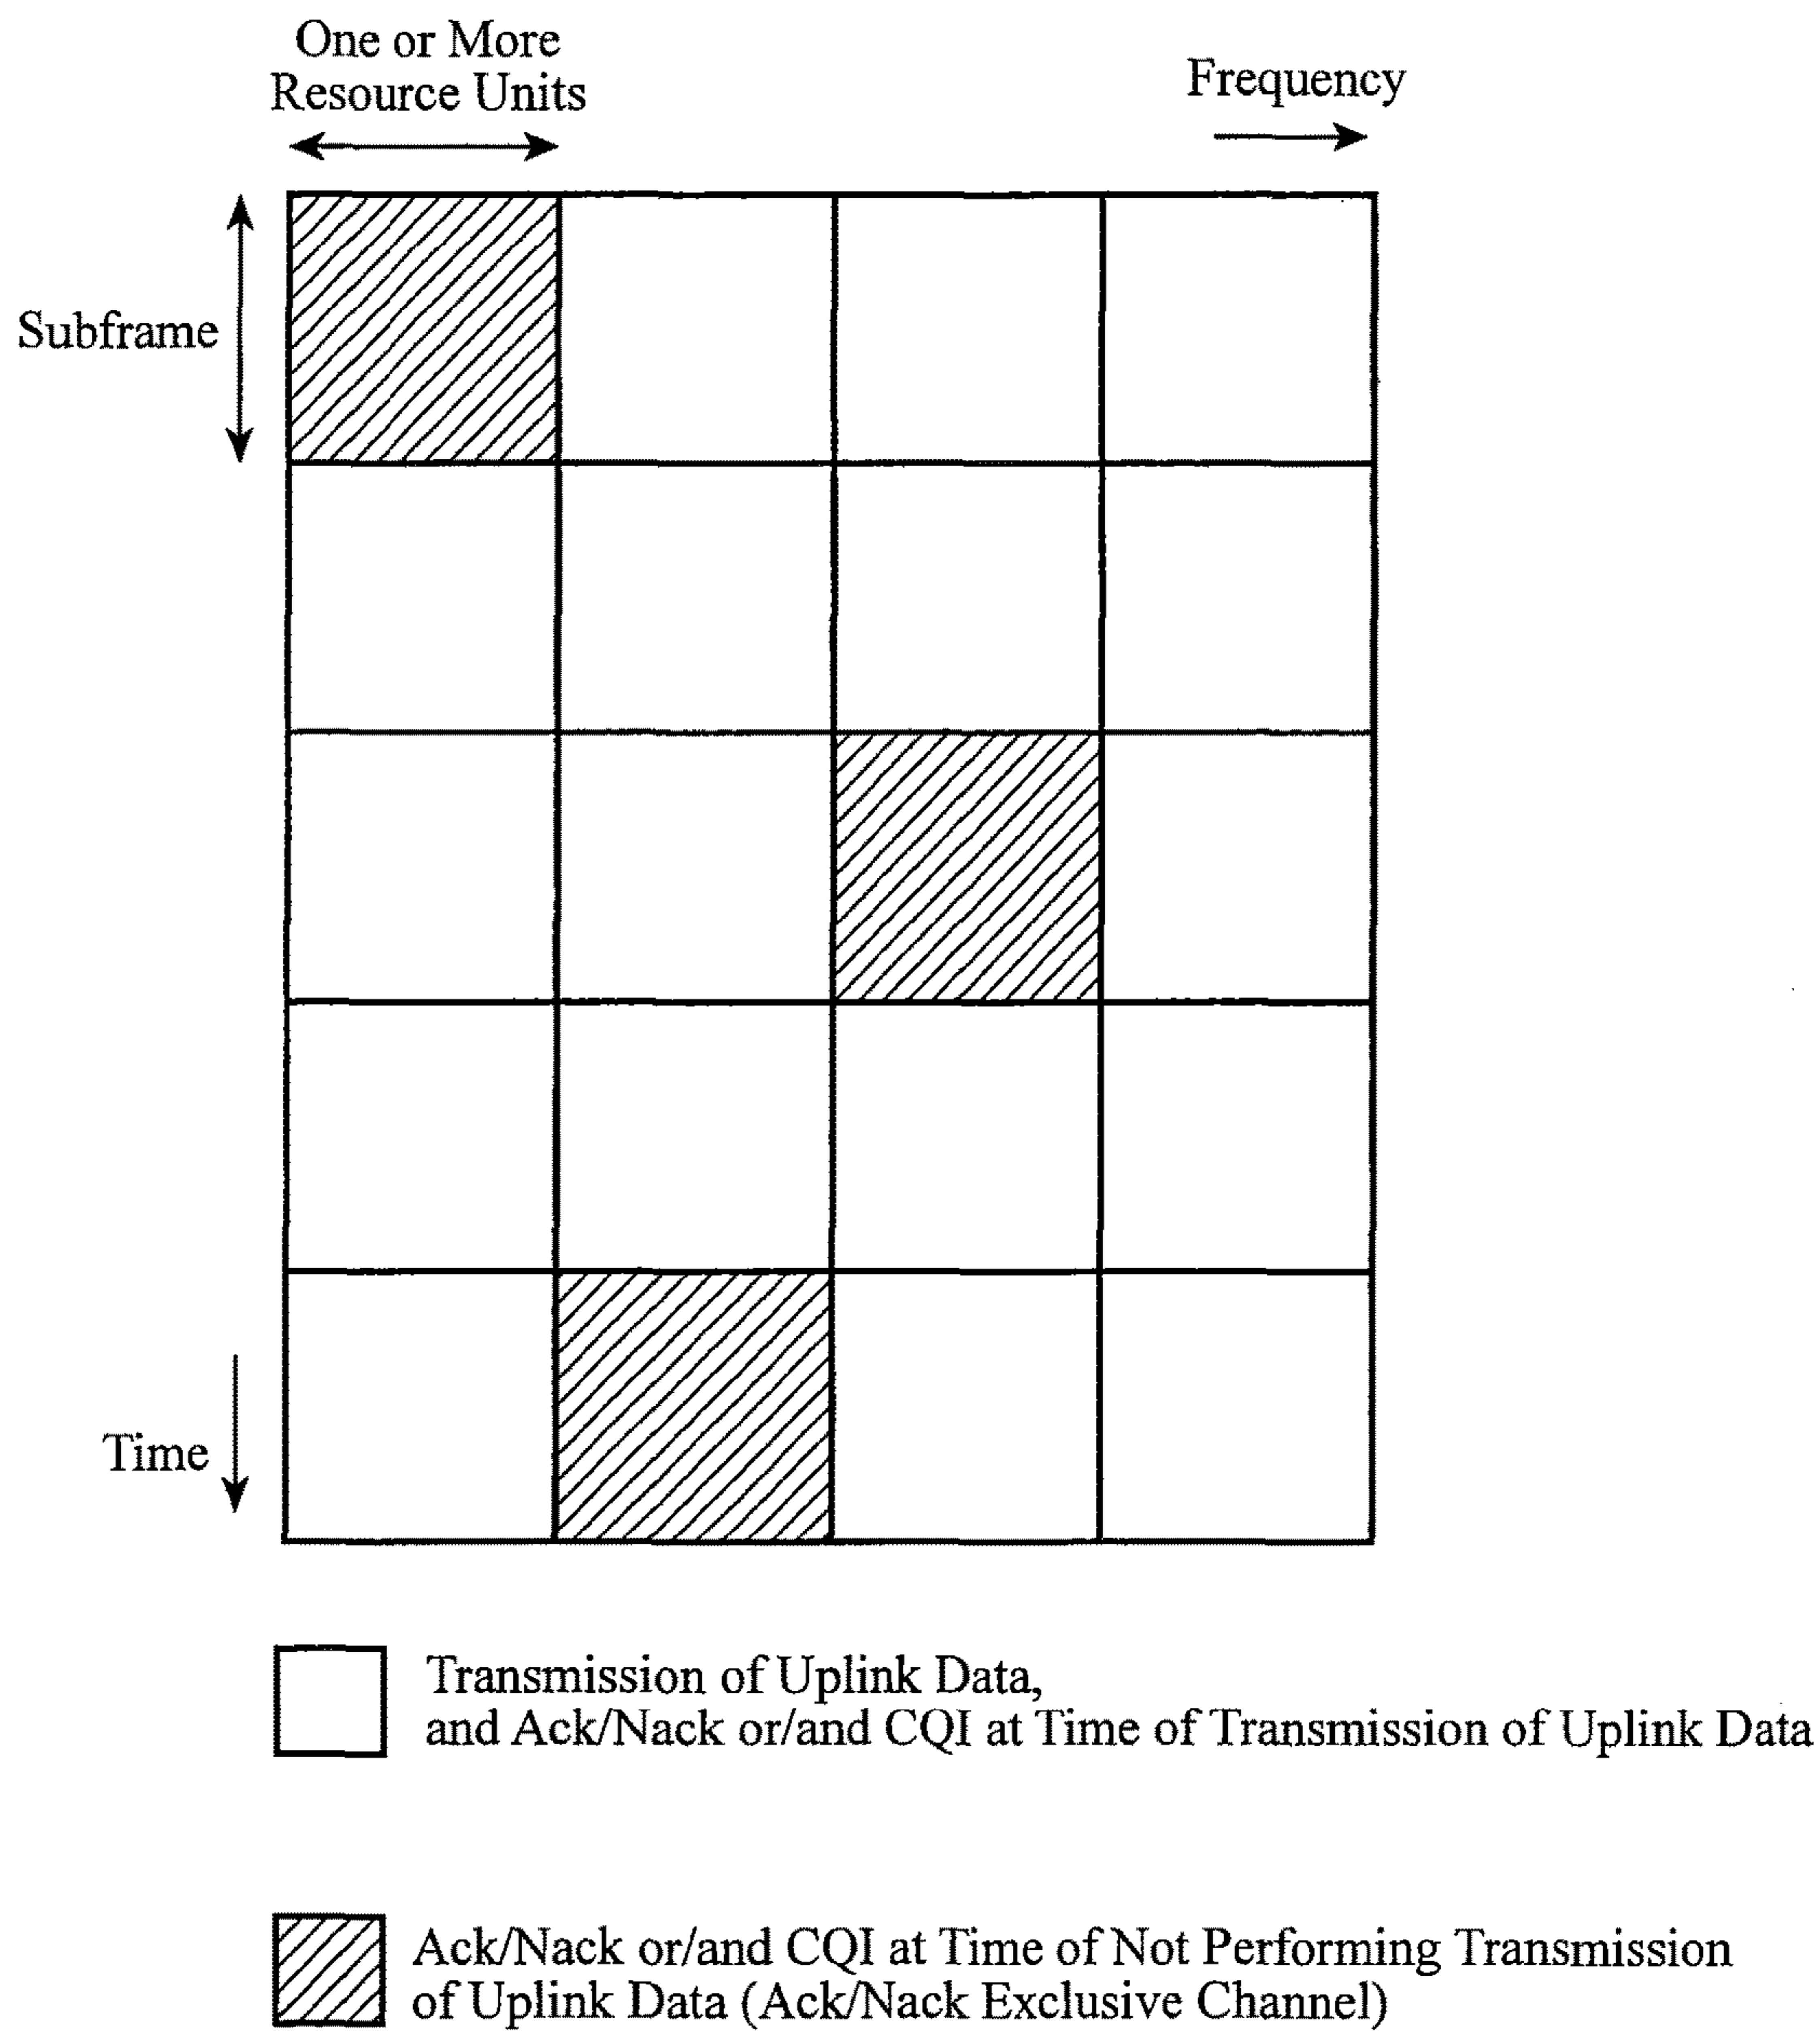 One or More
Resource Units
Frequency
Subframe
Time
Transmission of Uplink Data,
and Ack/Nack or/and CQI at Time of Transmission of Uplink Data
Ack/Nack or/and CQI at Time of Not Performing Transmission
of Uplink Data (Ack/Nack Exclusive Channel)